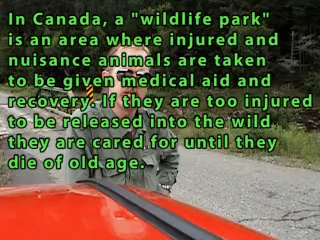 In Canada, a "wildlife park"
is an area where injured and
nuisance animals are taken
to be given medical aid and
recovery. If they are too injured
to be released into the wild
they are cared for until they
die of old age.